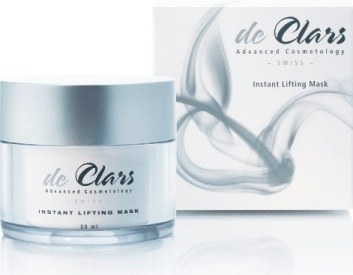 de Clars
Advanced Cosmetology
– SWISS –
Instant Lifting Mask
de Clars
Advanced Cosmetology
SWISS
INSTANT LIFTING MASK
50 ml